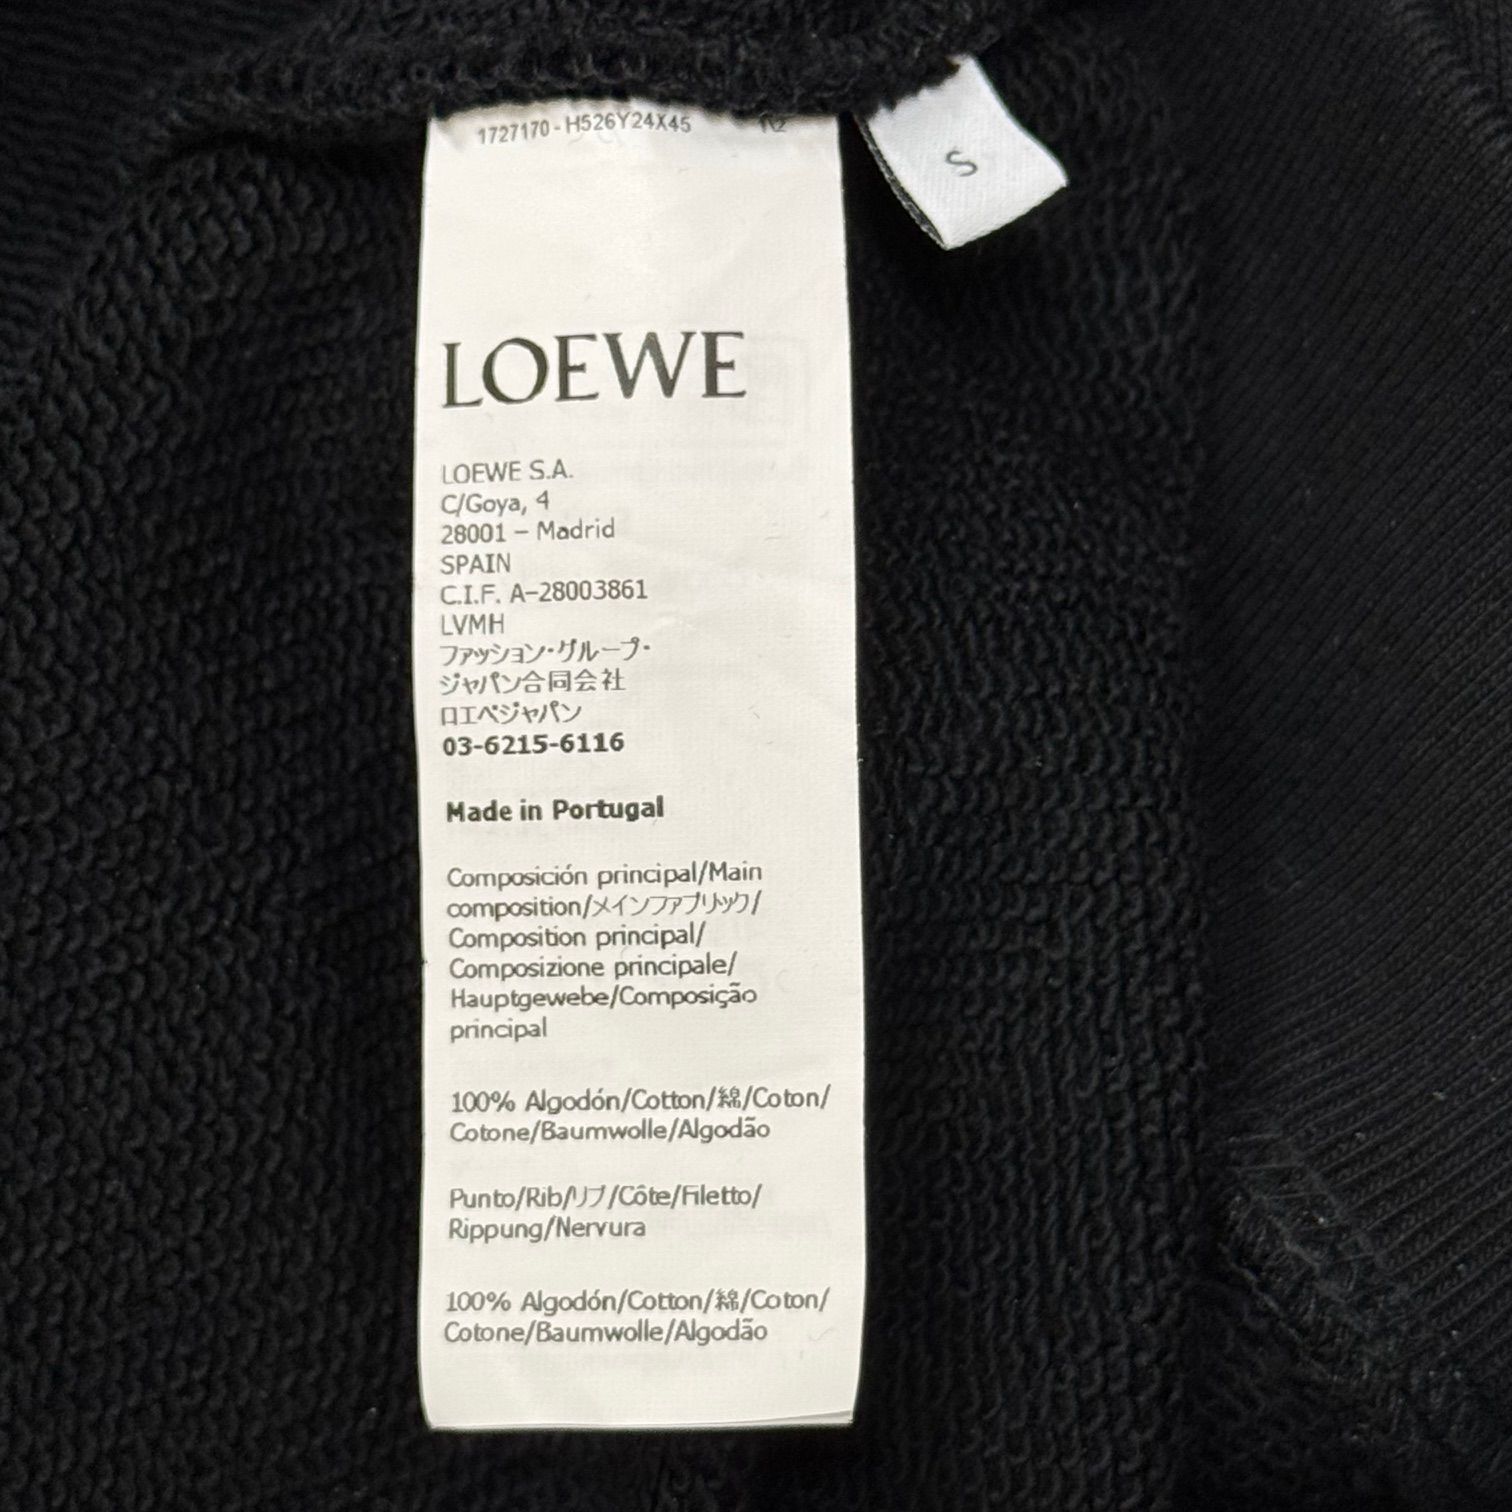 1727170 - H526Y24X45
S
LOEWE
LOEWE S.A.
C/Goya, 4
28001 – Madrid
SPAIN
C.I.F. A–28003861
LVMH
ファッション・グループ・
ジャパン合同会社
ロエベジャパン
03-6215-6116
Made in Portugal
Composición principal/Main
composition/メインファブリック/
Composition principal/
Composizione principale/
Hauptgewebe/Composição
principal
100% Algodón/Cotton/綿/Coton/
Cotone/Baumwolle/Algodão
Punto/Rib/リブ/Côte/Filetto/
Rippung/Nervura
100% Algodón/Cotton/綿/Coton/
Cotone/Baumwolle/Algodão